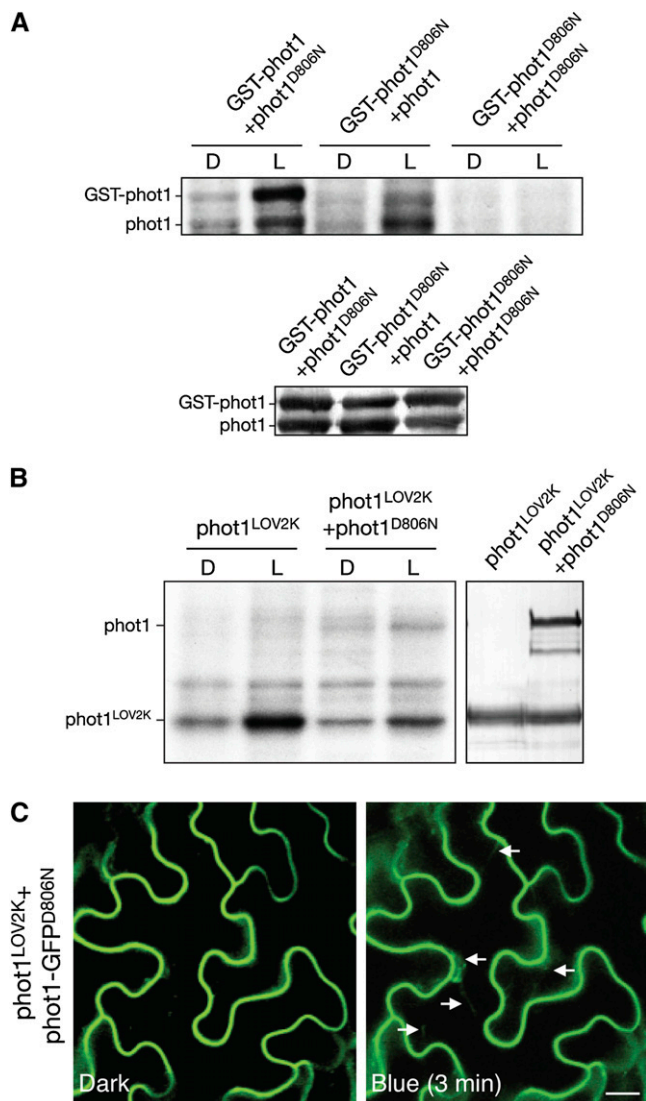 A
GST-phot1
+phot1D806N
GST-phot1D806N
+phot1
GST-phot1D806N
+phot1D806N
D L D L D L
GST-phot1
phot1
GST-phot1
+phot1D806N
GST-phot1D806N
+phot1
GST-phot1D806N
+phot1D806N
GST-phot1
phot1
B
phot1LOV2K
phot1LOV2K
+phot1D806N
phot1LOV2K
phot1LOV2K
+phot1D806N
D L D L
phot1
phot1LOV2K
C
phot1LOV2K+
phot1-GFPD806N
Dark
Blue (3 min)